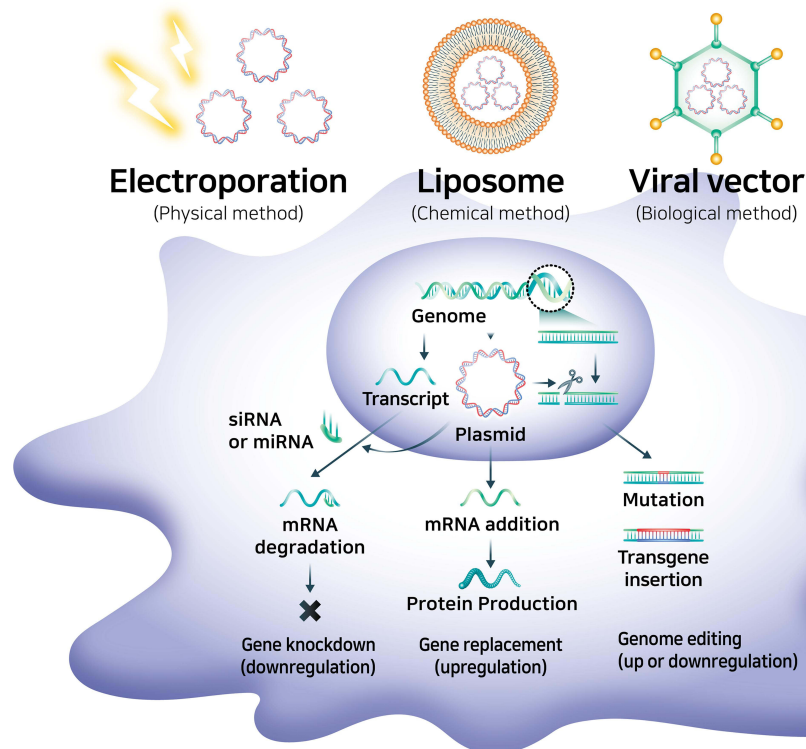 Electroporation
(Physical method)
Liposome
(Chemical method)
Viral vector
(Biological method)
Genome
Transcript
Plasmid
siRNA
or miRNA
mRNA
degradation
mRNA addition
Mutation
Transgene
insertion
Protein Production
Gene knockdown
(downregulation)
Gene replacement
(upregulation)
Genome editing
(up or downregulation)